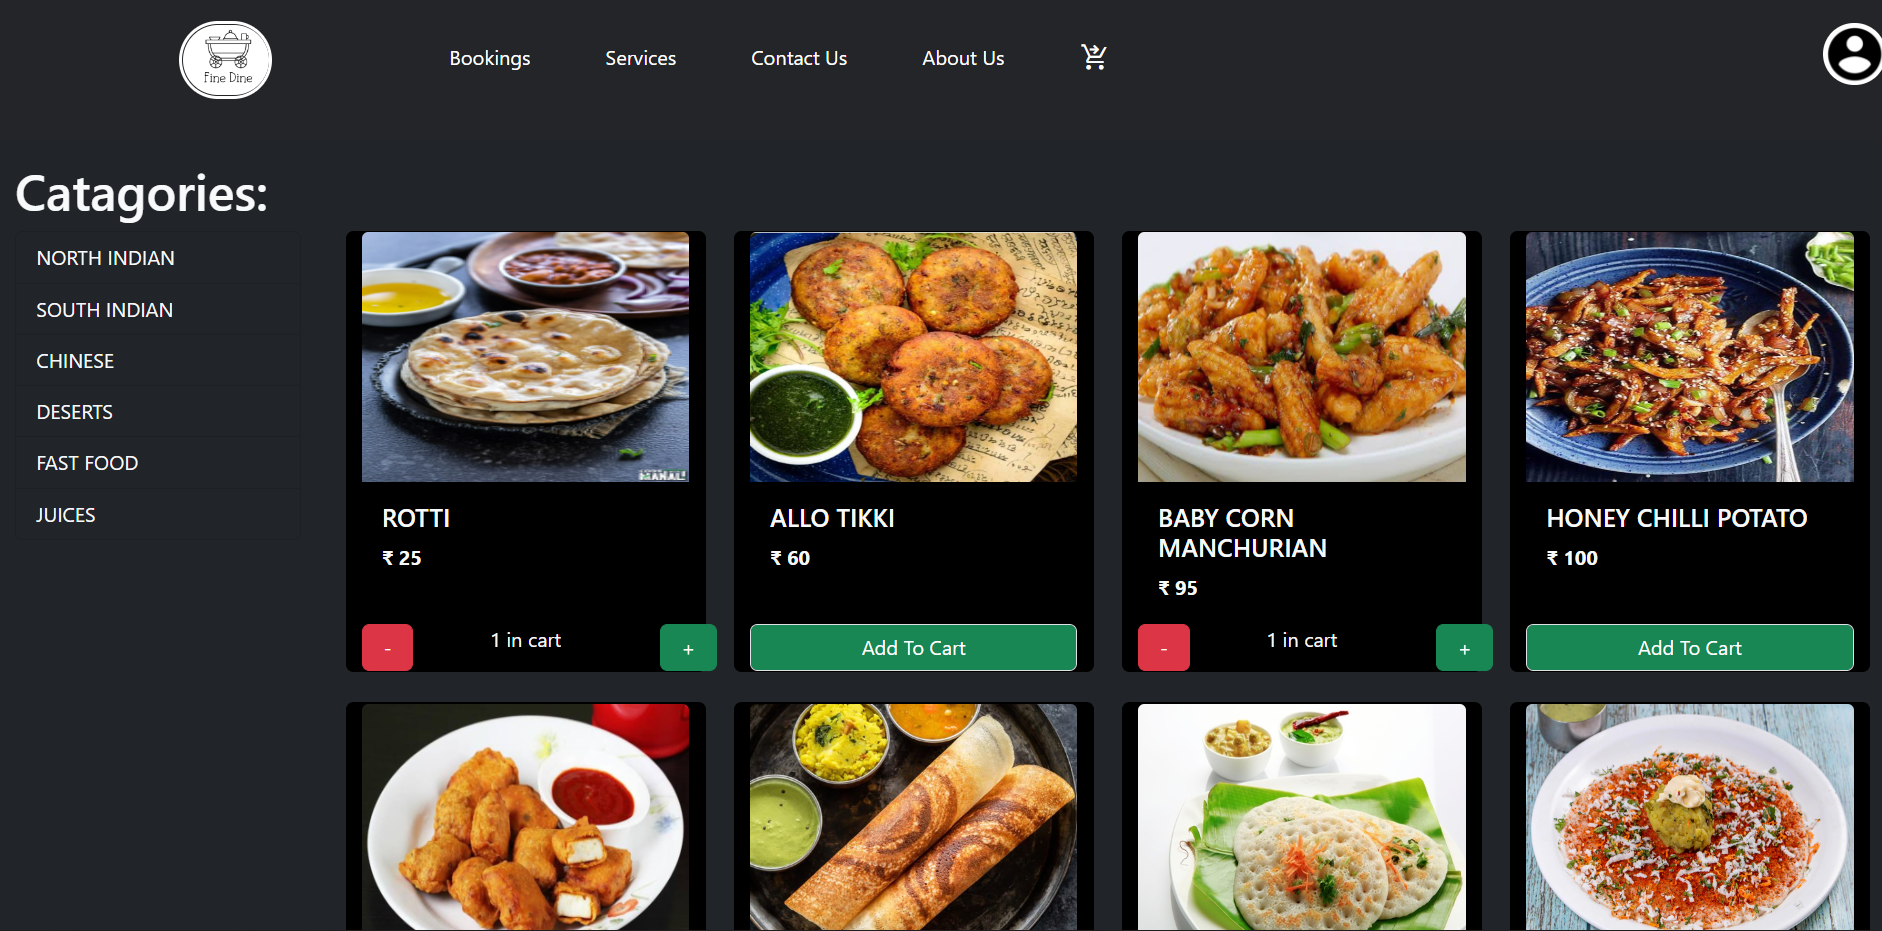 Fine Dine
Bookings
Services
Contact Us
About Us
Catagories:
NORTH INDIAN
SOUTH INDIAN
CHINESE
DESERTS
FAST FOOD
JUICES
ROTTI
₹ 25
-
1 in cart
+
ALLO TIKKI
₹ 60
Add To Cart
BABY CORN
MANCHURIAN
₹ 95
-
1 in cart
+
HONEY CHILLI POTATO
₹ 100
Add To Cart